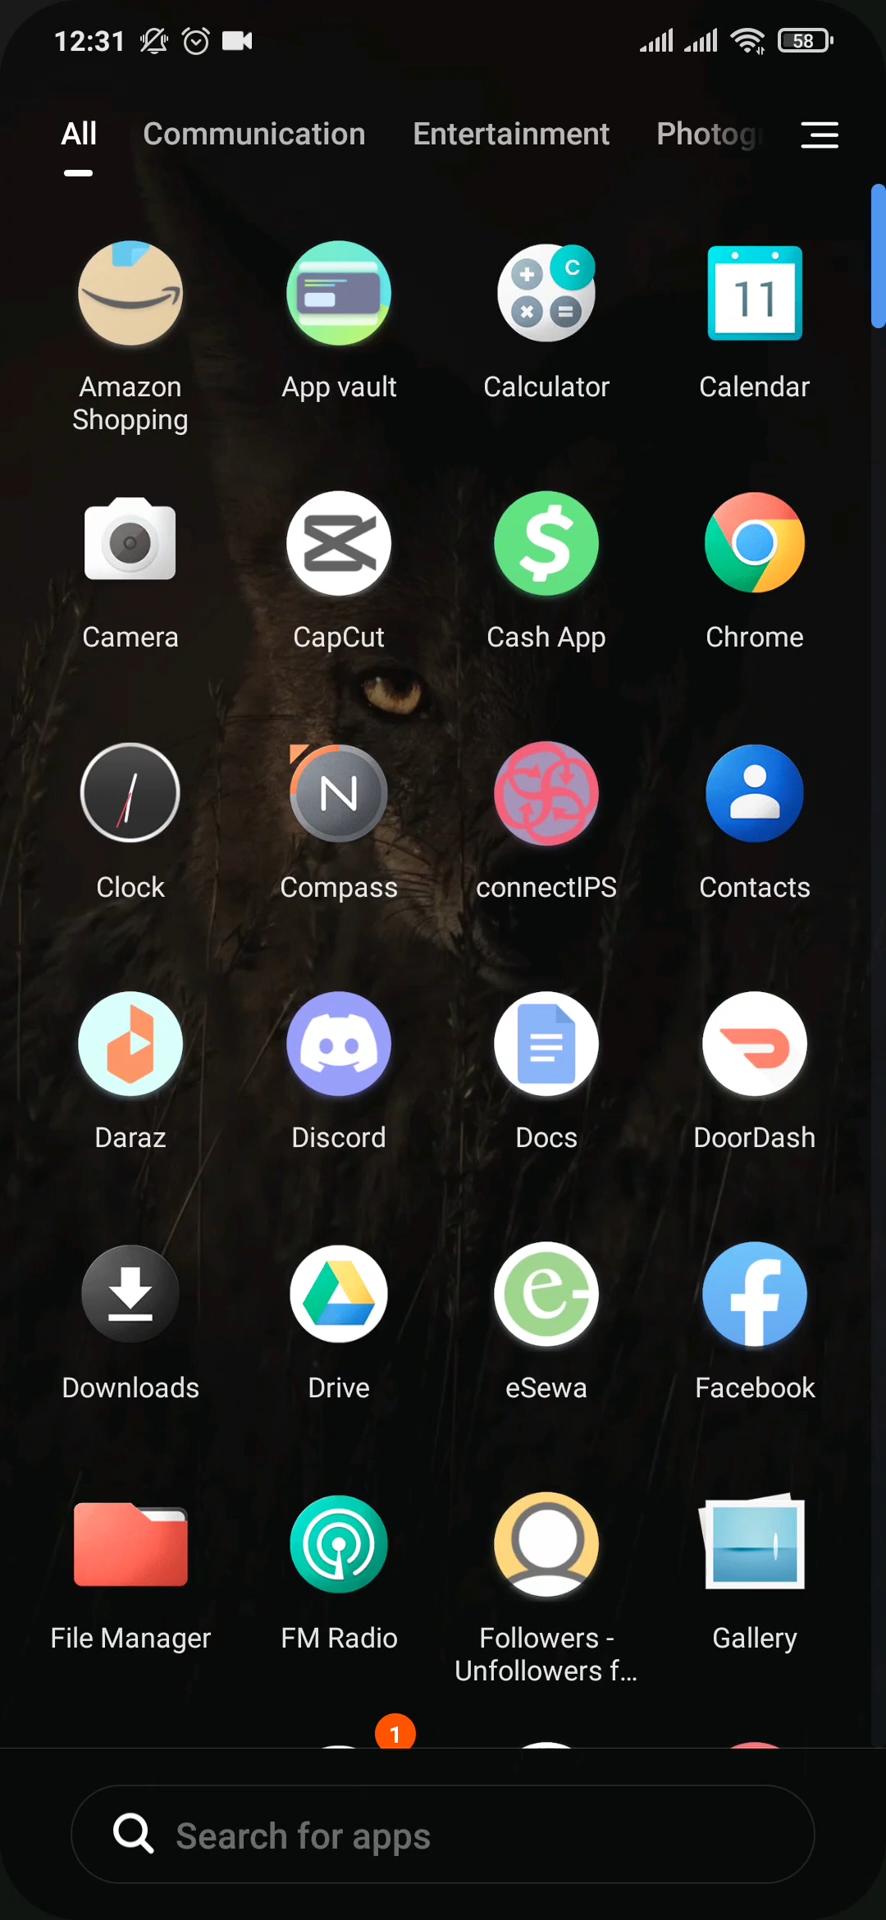 12:31 58
All Communication Entertainment Photog
C
11
Amazon Shopping App vault Calculator Calendar
$
Camera CapCut Cash App Chrome
N
Clock Compass connectIPS Contacts
Daraz Discord Docs DoorDash
e f
Downloads Drive eSewa Facebook
File Manager FM Radio Followers - Unfollowers f... Gallery
1
Search for apps